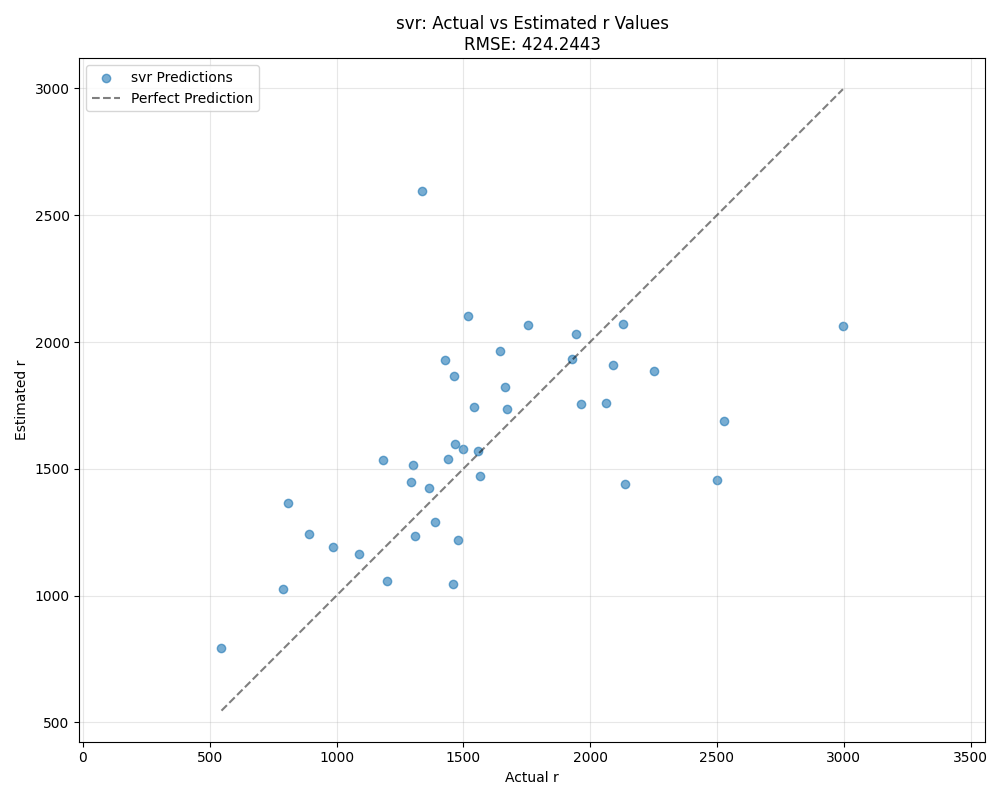 svr: Actual vs Estimated r Values
RMSE: 424.2443
svr Predictions
Perfect Prediction
3000
2500
2000
1500
1000
500
Estimated r
0 500 1000 1500 2000 2500 3000 3500
Actual r